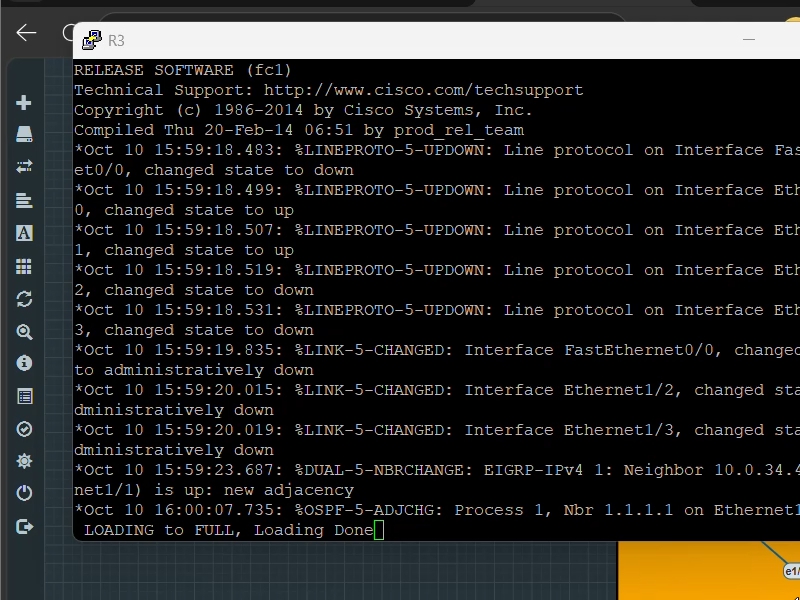 R3
RELEASE SOFTWARE (fc1)
Technical Support: http://www.cisco.com/techsupport
Copyright (c) 1986-2014 by Cisco Systems, Inc.
Compiled Thu 20-Feb-14 06:51 by prod_rel_team
*Oct 10 15:59:18.483: %LINEPROTO-5-UPDOWN: Line protocol on Interface Fas
et0/0, changed state to down
*Oct 10 15:59:18.499: %LINEPROTO-5-UPDOWN: Line protocol on Interface Eth
0, changed state to up
*Oct 10 15:59:18.507: %LINEPROTO-5-UPDOWN: Line protocol on Interface Eth
1, changed state to up
*Oct 10 15:59:18.519: %LINEPROTO-5-UPDOWN: Line protocol on Interface Eth
2, changed state to down
*Oct 10 15:59:18.531: %LINEPROTO-5-UPDOWN: Line protocol on Interface Eth
3, changed state to down
*Oct 10 15:59:19.835: %LINK-5-CHANGED: Interface FastEthernet0/0, changed
to administratively down
*Oct 10 15:59:20.015: %LINK-5-CHANGED: Interface Ethernet1/2, changed sta
dministratively down
*Oct 10 15:59:20.019: %LINK-5-CHANGED: Interface Ethernet1/3, changed sta
dministratively down
*Oct 10 15:59:23.687: %DUAL-5-NBRCHANGE: EIGRP-IPv4 1: Neighbor 10.0.34.4
net1/1) is up: new adjacency
*Oct 10 16:00:07.735: %OSPF-5-ADJCHG: Process 1, Nbr 1.1.1.1 on Ethernet1
LOADING to FULL, Loading Done
e1/